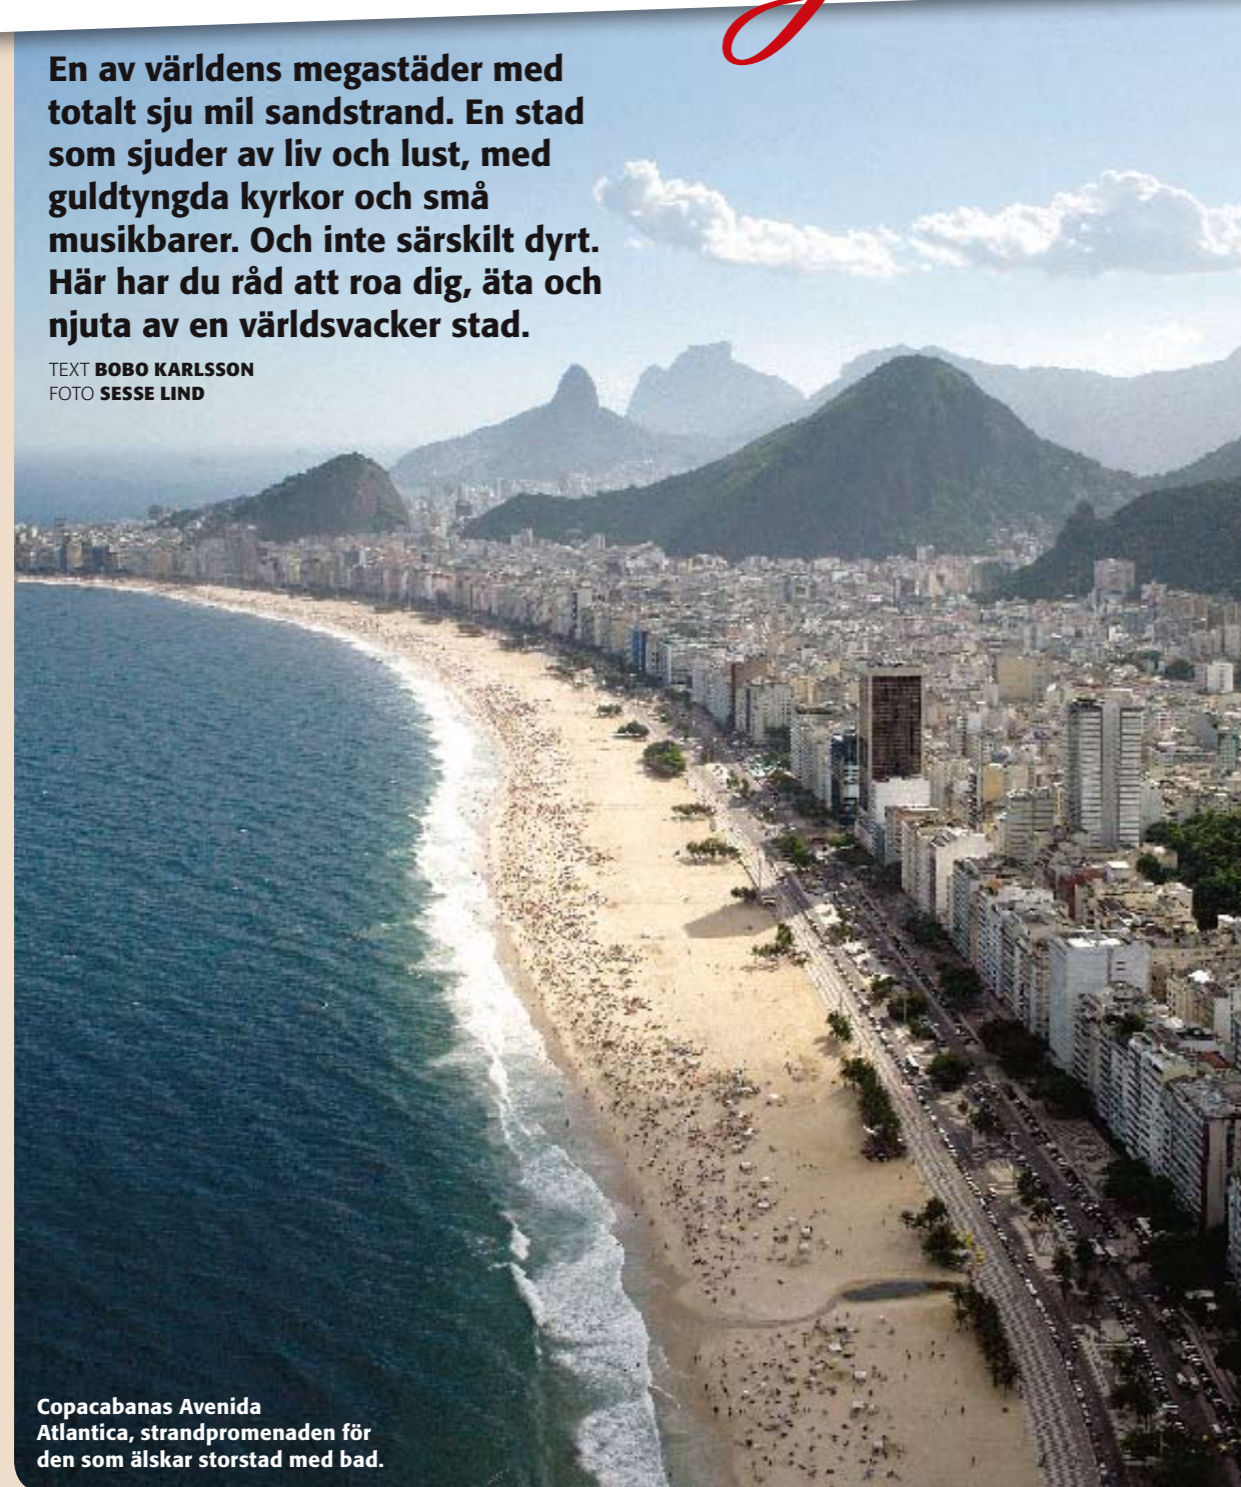 En av världens megastäder med
totalt sju mil sandstrand. En stad
som sjuder av liv och lust, med
guldtyngda kyrkor och små
musikbarer. Och inte särskilt dyrt.
Här har du råd att roa dig, äta och
njuta av en världsvacker stad.
TEXT BOBO KARLSSON
FOTO SESSE LIND
Copacabanas Avenida
Atlantica, strandpromenaden för
den som älskar storstad med bad.